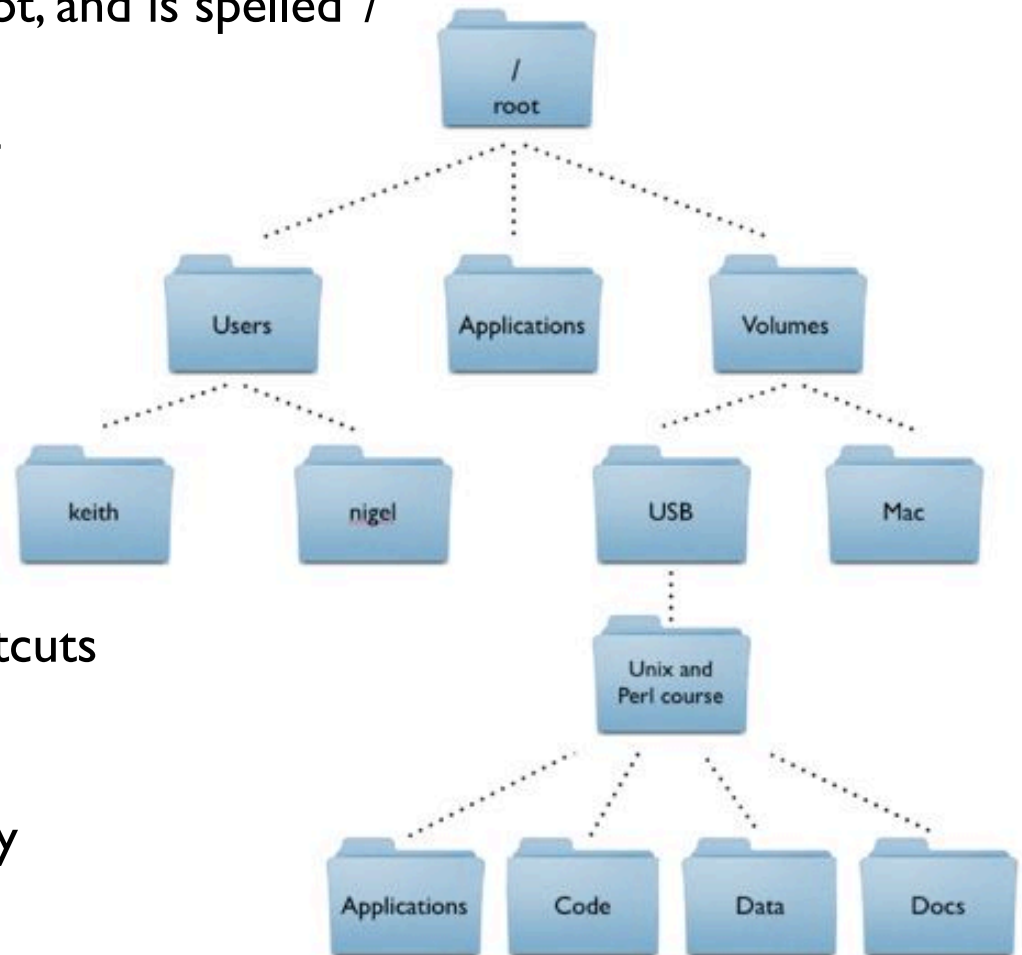 ot, and is spelled /
/
root
Users
Applications
Volumes
keith
nigel
USB
Mac
tcuts
Unix and
Perl course
y
Applications
Code
Data
Docs